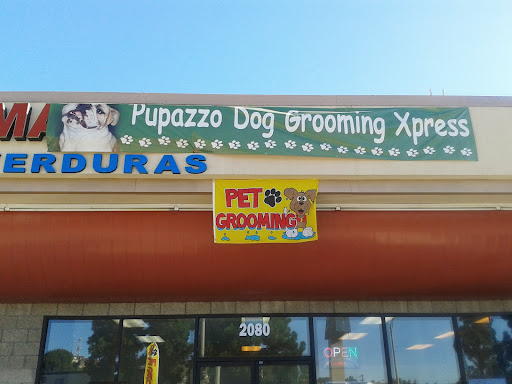 Pupazzo Dog Grooming Xpress
MA
VERDURAS
PET
GROOMING
2080
OPEN